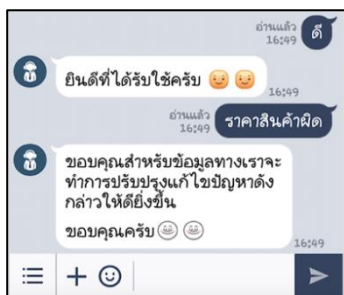 อ่านแล้ว
16:49
ดี
ยินดีที่ได้รับใช้ครับ
16:49
อ่านแล้ว
16:49
ราคาสินค้าผิด
ขอบคุณสำหรับข้อมูลทางเราจะ
ทำการปรับปรุงแก้ไขปัญหาดัง
กล่าวให้ดียิ่งขึ้น
ขอบคุณครับ
16:49